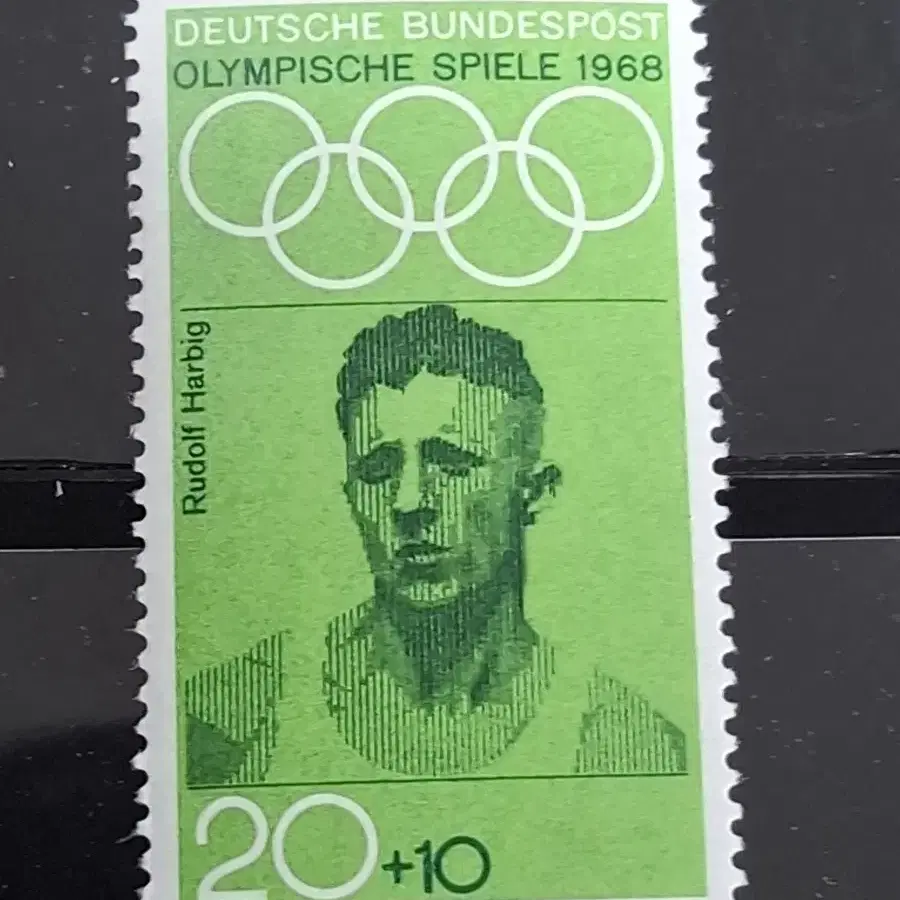 DEUTSCHE BUNDESPOST
OLYMPISCHE SPIELE 1968
Rudolf Harbig
20+10